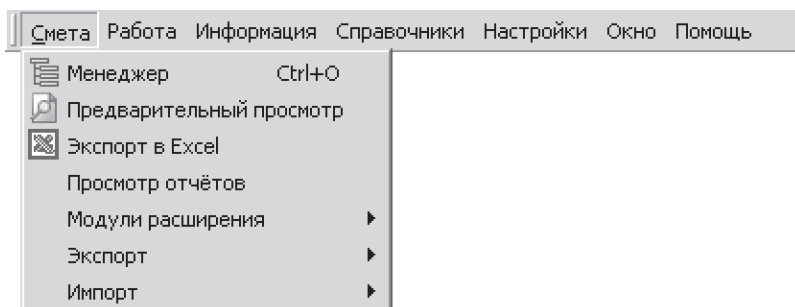 Смета Работа Информация Справочники Настройки Окно Помощь
Менеджер Ctrl+O
Предварительный просмотр
Экспорт в Excel
Просмотр отчётов
Модули расширения
Экспорт
Импорт